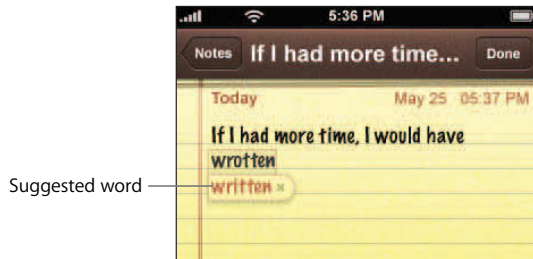 5:36 PM
Notes If I had more time... Done
Today May 25 05:37 PM
If I had more time, I would have
wrotten
Suggested word written ×